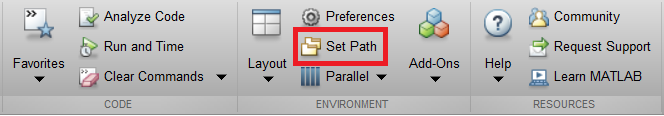 Favorites
Analyze Code
Run and Time
Clear Commands
CODE
Layout
Preferences
Set Path
Parallel
Add-Ons
ENVIRONMENT
Help
Community
Request Support
Learn MATLAB
RESOURCES